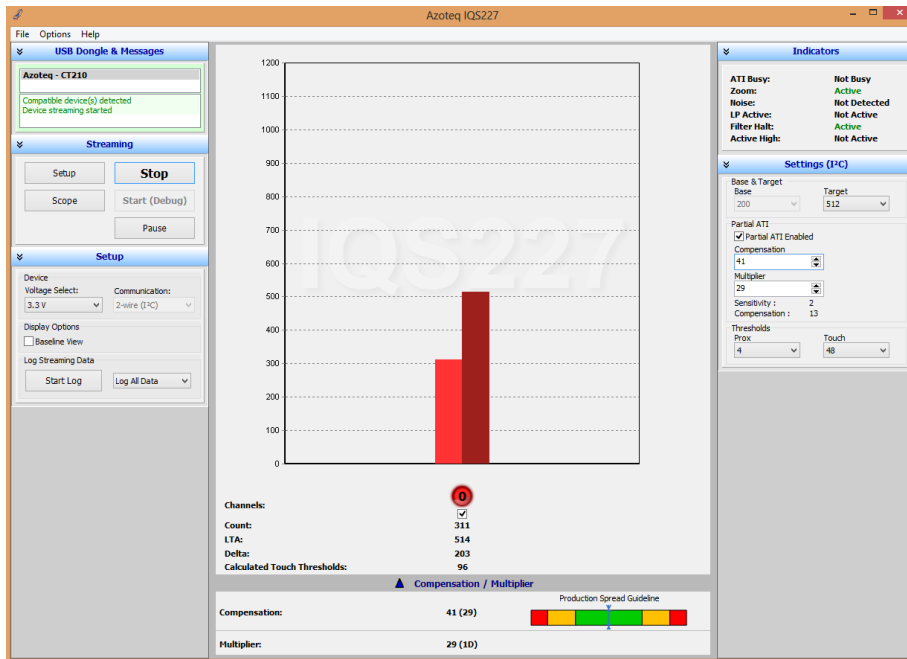 Azoteq IQS227
File Options Help
USB Dongle & Messages
Azoteq - CT210
Compatible device(s) detected
Device streaming started
Streaming
Setup
Stop
Scope
Start (Debug)
Pause
Setup
Device
Voltage Select:
Communication:
3.3 V
2-wire (I²C)
Display Options
Baseline View
Log Streaming Data
Start Log
Log All Data
1200
1100
1000
900
800
700
600
500
400
300
200
100
0
IQS227
Channels:
0
Count: 311
LTA: 514
Delta: 203
Calculated Touch Thresholds: 96
Compensation / Multiplier
Production Spread Guideline
Compensation: 41 (29)
Multiplier: 29 (1D)
Indicators
ATI Busy: Not Busy
Zoom: Active
Noise: Not Detected
LP Active: Not Active
Filter Halt: Active
Active High: Not Active
Settings (I²C)
Base & Target
Base
Target
200
512
Partial ATI
Partial ATI Enabled
Compensation
41
Multiplier
29
Sensitivity : 2
Compensation : 13
Thresholds
Prox
Touch
4
48